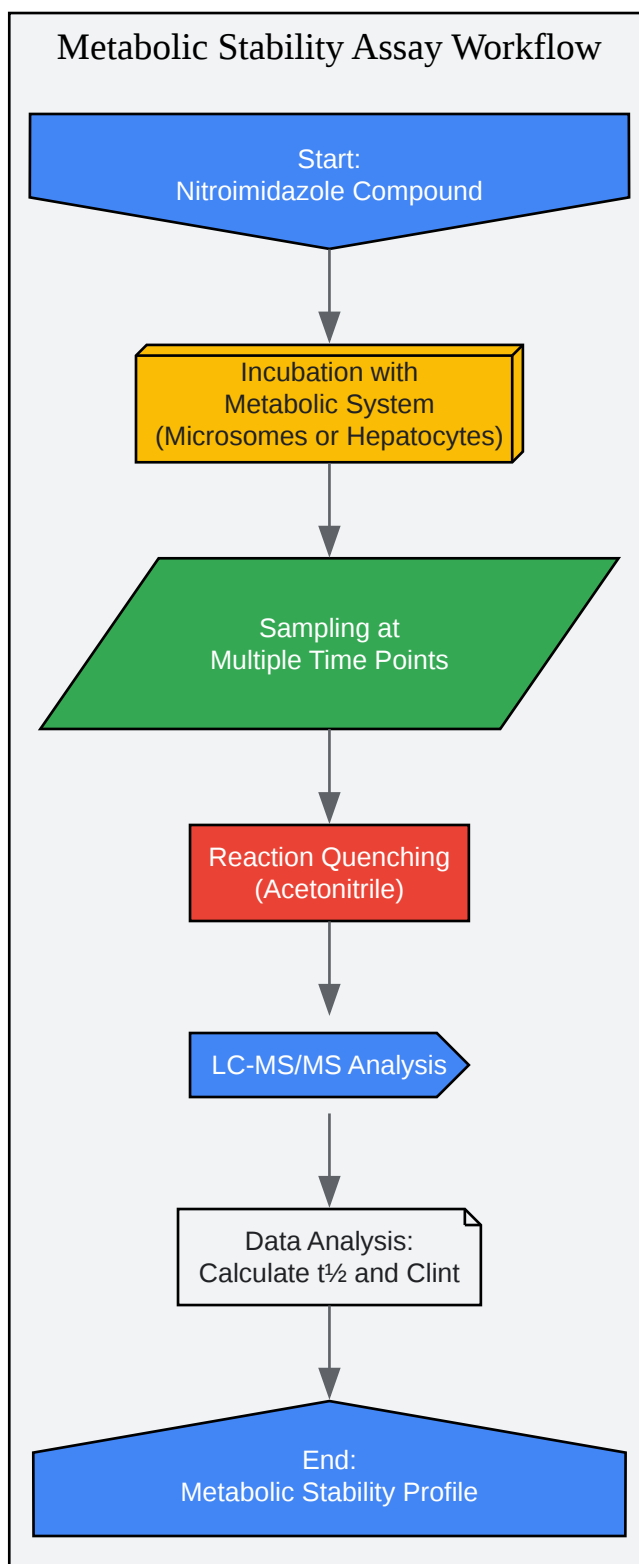 Metabolic Stability Assay Workflow
Start:
Nitroimidazole Compound
Incubation with
Metabolic System
(Microsomes or Hepatocytes)
Sampling at
Multiple Time Points
Reaction Quenching
(Acetonitrile)
LC-MS/MS Analysis
Data Analysis:
Calculate t½ and Clint
End:
Metabolic Stability Profile